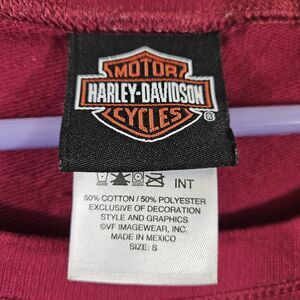 MOTOR
HARLEY-DAVIDSON
CYCLES
®
INT
50% COTTON / 50% POLYESTER
EXCLUSIVE OF DECORATION
STYLE AND GRAPHICS
©VF IMAGEWEAR, INC.
MADE IN MEXICO
SIZE: S